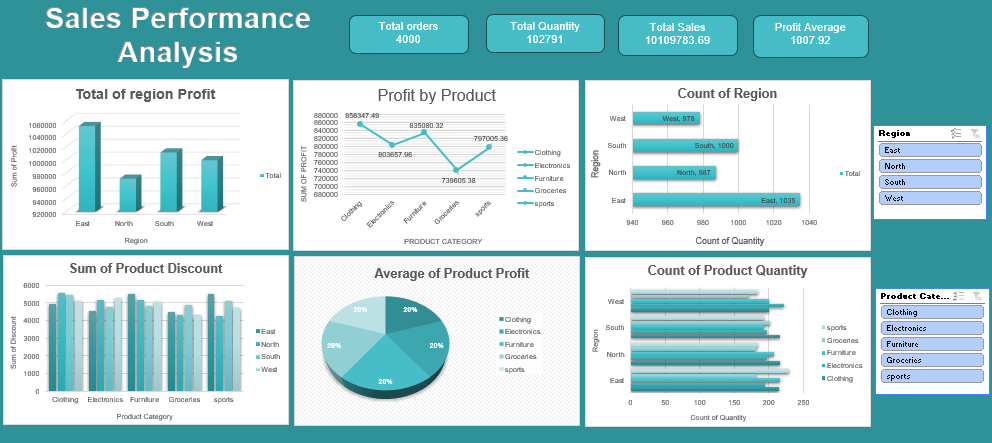 Sales Performance
Analysis
Total orders
4000
Total Quantity
102791
Total Sales
10109783.69
Profit Average
1007.92
Total of region Profit
Sum of Profit
1060000
1040000
1020000
1000000
980000
960000
940000
920000
East North South West
Region
Total
Profit by Product
SUM OF PROFIT
880000
860000
840000
820000
800000
780000
760000
740000
720000
700000
680000
856347.49
803657.96
835080.32
739605.38
797005.36
Clothing
Electronics
Furniture
Groceries
sports
PRODUCT CATEGORY
Clothing
Electronics
Furniture
Groceries
sports
Count of Region
Region
West
South
North
East
West, 978
South, 1000
North, 987
East, 1035
940 960 980 1000 1020 1040
Count of Quantity
Total
Region
East
North
South
West
Sum of Product Discount
Sum of Discount
6000
5000
4000
3000
2000
1000
0
Clothing Electronics Furniture Groceries sports
Product Category
East
North
South
West
Average of Product Profit
20%
20%
20%
20%
20%
Clothing
Electronics
Furniture
Groceries
sports
Count of Product Quantity
Region
West
South
North
East
0 50 100 150 200 250
Count of Quantity
sports
Groceries
Furniture
Electronics
Clothing
Product Cate...
Clothing
Electronics
Furniture
Groceries
sports